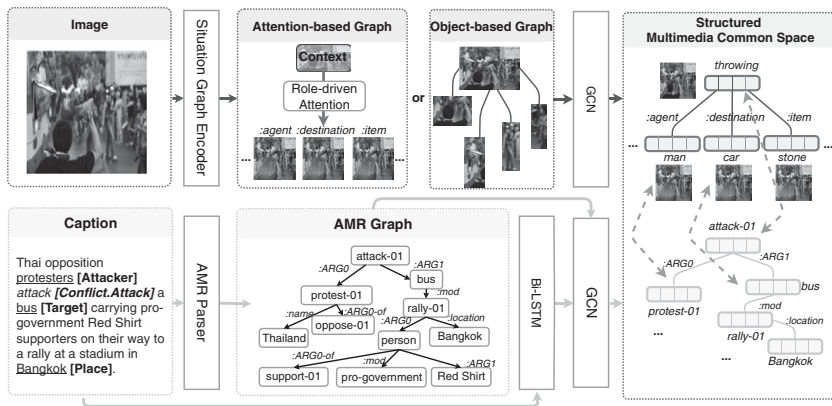 Image
Situation Graph Encoder
Attention-based Graph
Context
Role-driven
Attention
:agent
:destination
:item
...
...
or
Object-based Graph
GCN
Structured
Multimedia Common Space
throwing
:agent
:destination
:item
...
...
man
car
stone
Caption
Thai opposition
protesters [Attacker]
attack [Conflict.Attack] a
bus [Target] carrying pro-
government Red Shirt
supporters on their way to
a rally at a stadium in
Bangkok [Place].
AMR Parser
AMR Graph
attack-01
:ARG0
:ARG1
protest-01
bus
:name
:ARG0-of
:mod
Thailand
oppose-01
rally-01
:ARG0
:location
person
Bangkok
:ARG0-of
:mod
:ARG1
support-01
pro-government
Red Shirt
Bi-LSTM
GCN
attack-01
:ARG0
:ARG1
protest-01
bus
:mod
...
rally-01
:location
...
Bangkok